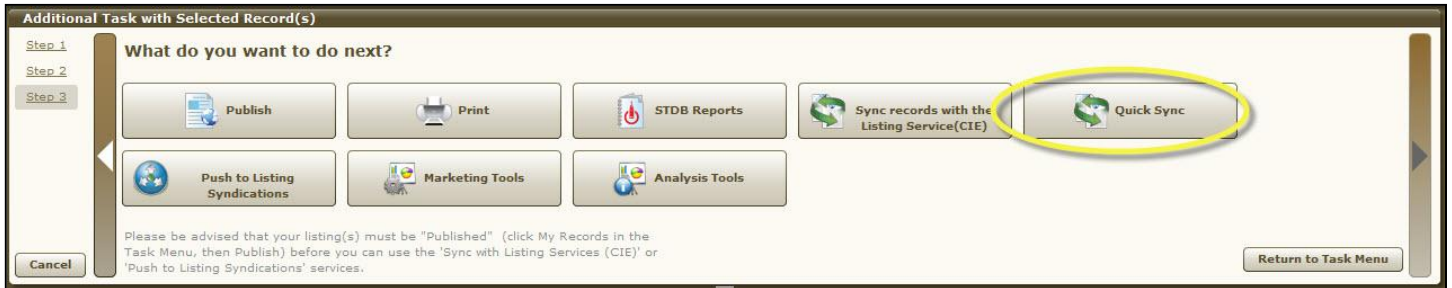 Additional Task with Selected Record(s)
Step 1
Step 2
Step 3
What do you want to do next?
Publish
Print
STDB Reports
Sync records with the
Listing Service(CIE)
Quick Sync
Push to Listing
Syndications
Marketing Tools
Analysis Tools
Please be advised that your listing(s) must be "Published" (click My Records in the
Task Menu, then Publish) before you can use the 'Sync with Listing Services (CIE)' or
'Push to Listing Syndications' services.
Cancel
Return to Task Menu